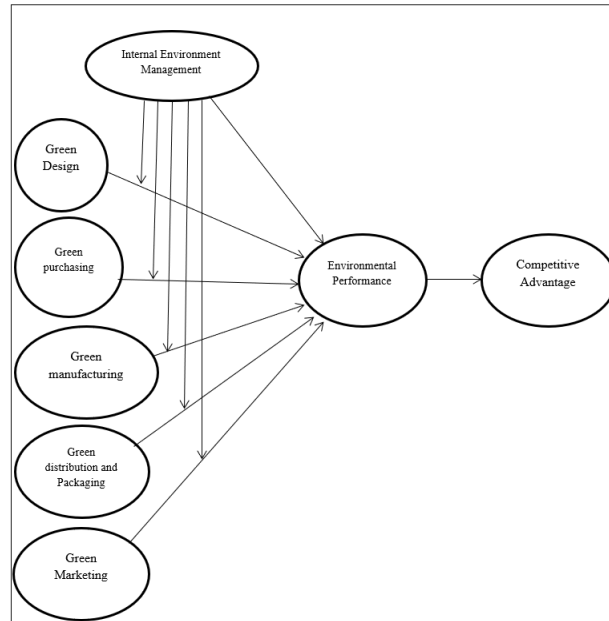 Internal Environment
Management
Green
Design
Green
purchasing
Environmental
Performance
Competitive
Advantage
Green
manufacturing
Green
distribution and
Packaging
Green
Marketing